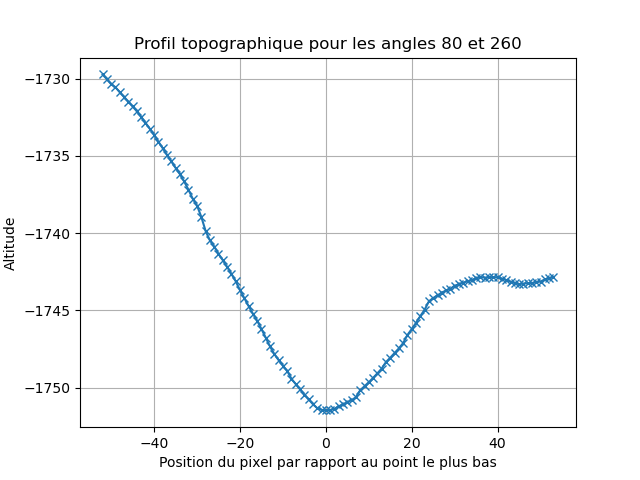 Profil topographique pour les angles 80 et 260
−1730
−1735
−1740
−1745
−1750
Altitude
−40 −20 0 20 40
Position du pixel par rapport au point le plus bas